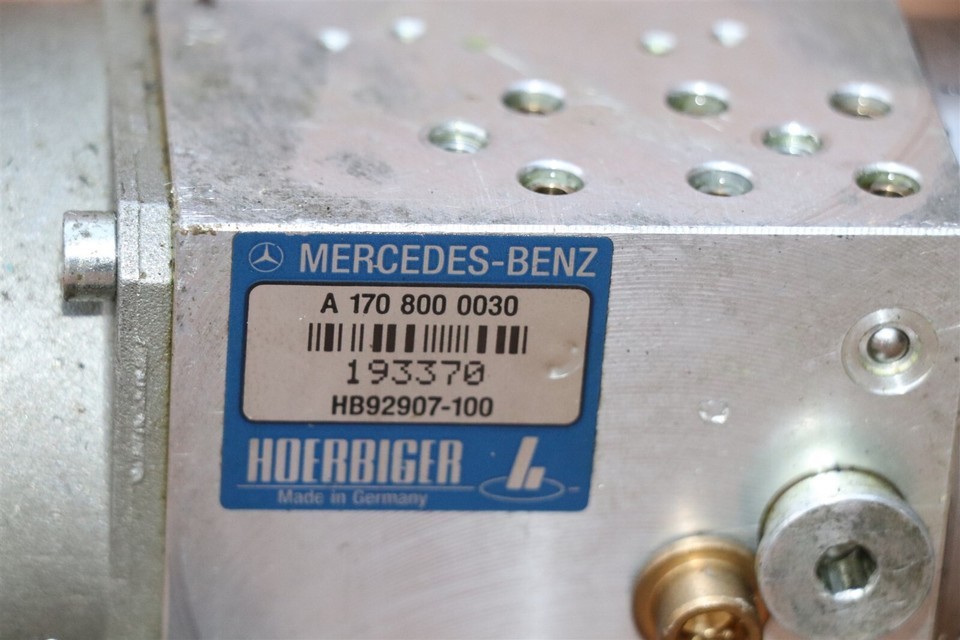 MERCEDES-BENZ
A 170 800 0030
193370
HB92907-100
HOERBIGER
Made in Germany